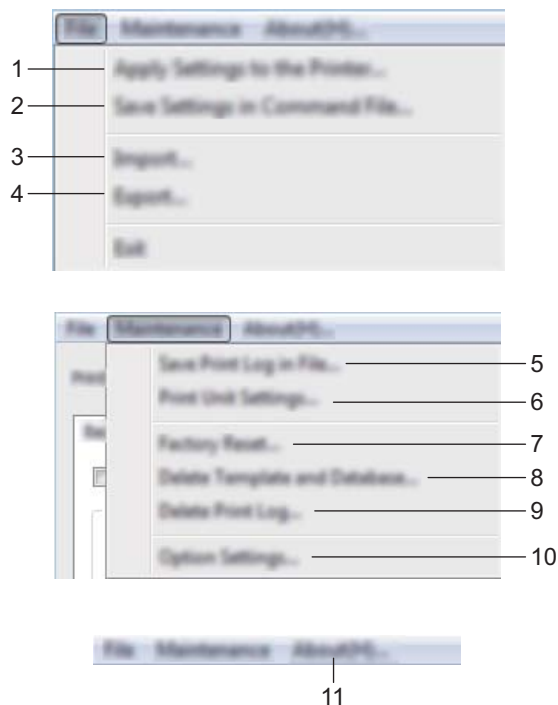 File Maintenance About(H)...
1 Apply Settings to the Printer...
2 Save Settings in Command File...
3 Import...
4 Export...
Exit
File Maintenance About(H)...
Save Print Log in File... 5
Print Unit Settings... 6
Factory Reset... 7
Delete Template and Database... 8
Delete Print Log... 9
Option Settings... 10
File Maintenance About(H)...
11